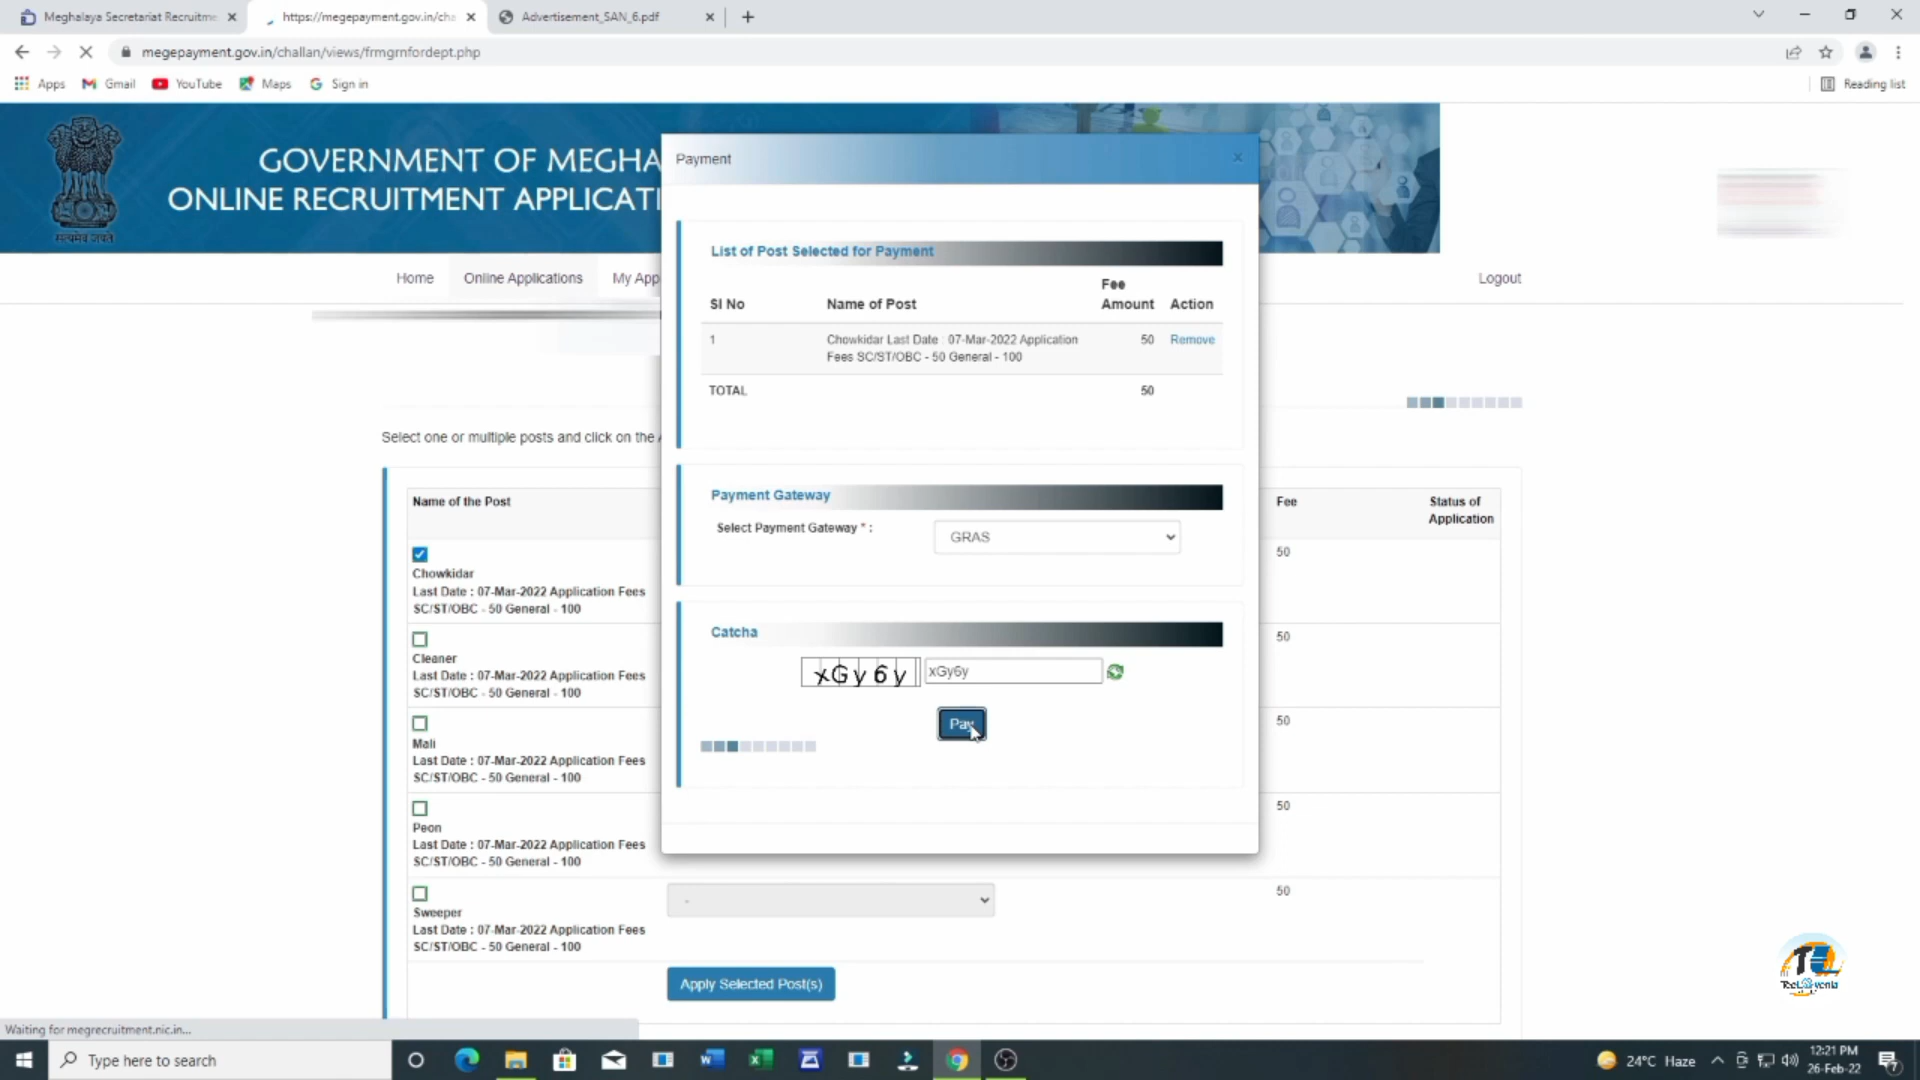 Meghalaya Secretariat Recruitm
https://megepayment.gov.in/cha
Advertisement_SAN_6.pdf
megepayment.gov.in/challan/views/frmgrnfordept.php
Apps
Gmail
YouTube
Maps
Sign in
Reading list
सत्यमेव जयते
GOVERNMENT OF MEGHA
ONLINE RECRUITMENT APPLICATI
Home
Online Applications
My App
Logout
Select one or multiple posts and click on the A
Name of the Post
Fee
Status of
Application
Chowkidar
Last Date : 07-Mar-2022 Application Fees
SC/ST/OBC - 50 General - 100
50
Cleaner
Last Date : 07-Mar-2022 Application Fees
SC/ST/OBC - 50 General - 100
50
Mali
Last Date : 07-Mar-2022 Application Fees
SC/ST/OBC - 50 General - 100
50
Peon
Last Date : 07-Mar-2022 Application Fees
SC/ST/OBC - 50 General - 100
50
Sweeper
Last Date : 07-Mar-2022 Application Fees
SC/ST/OBC - 50 General - 100
-
50
Apply Selected Post(s)
Payment
List of Post Selected for Payment
Sl No
Name of Post
Fee
Amount
Action
1
Chowkidar Last Date : 07-Mar-2022 Application
Fees SC/ST/OBC - 50 General - 100
50
Remove
TOTAL
50
Payment Gateway
Select Payment Gateway * :
GRAS
Catcha
xGy6y
xGy6y
Pay
Waiting for megrecruitment.nic.in...
Type here to search
24°C Haze
12:21 PM
26-Feb-22
7